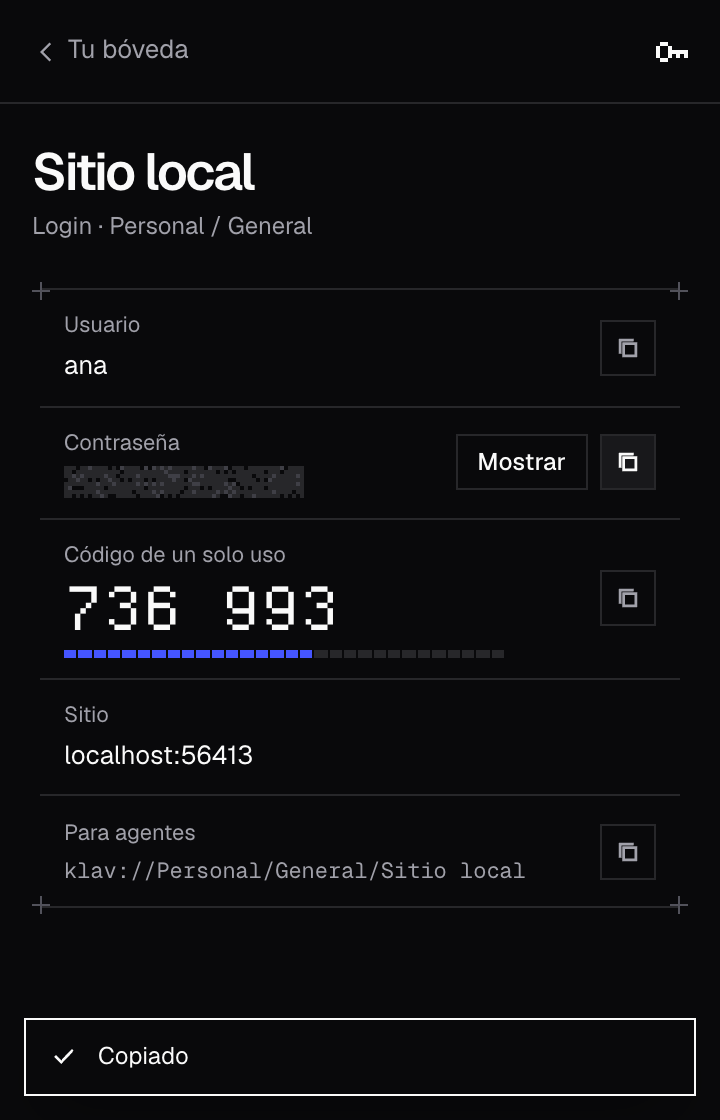 Tu bóveda
Sitio local
Login · Personal / General
Usuario
ana
Contraseña
Mostrar
Código de un solo uso
736 993
Sitio
localhost:56413
Para agentes
klav://Personal/General/Sitio local
Copiado